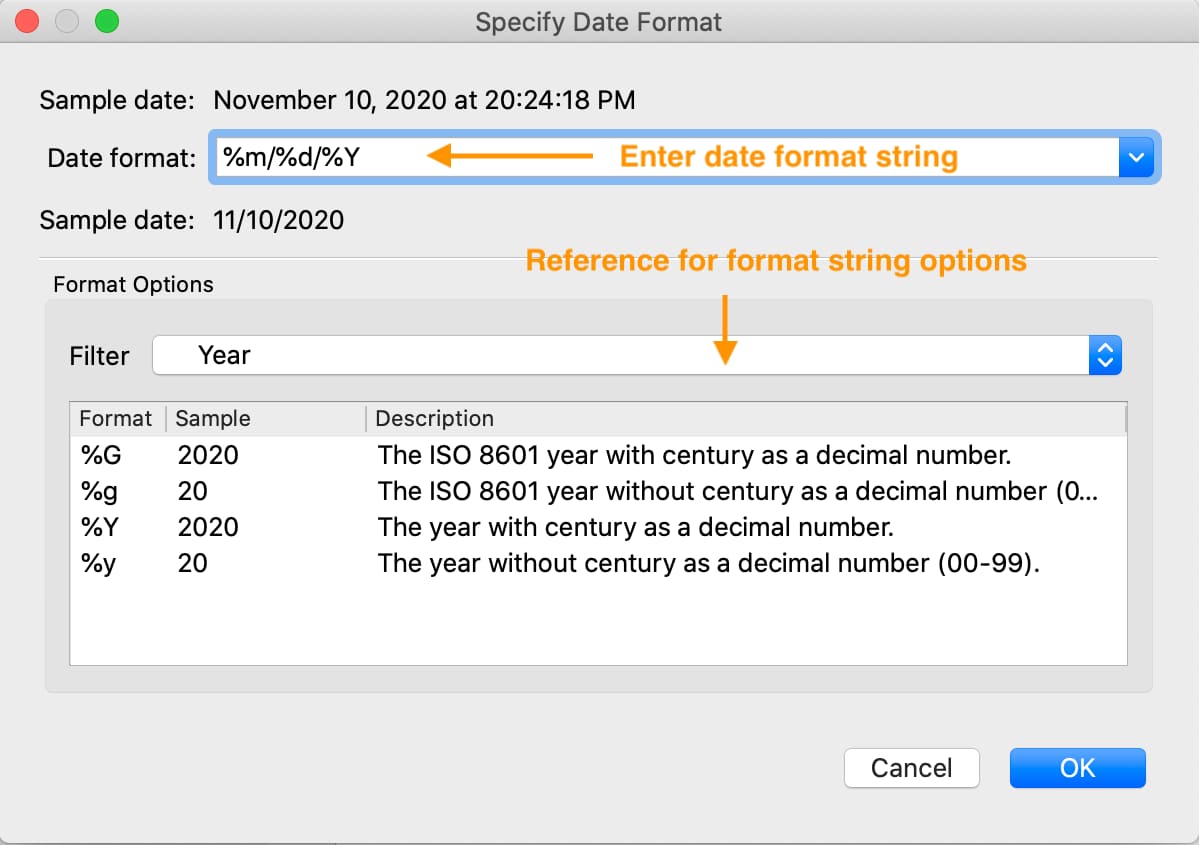 Specify Date Format
Sample date: November 10, 2020 at 20:24:18 PM
Date format: %m/%d/%Y Enter date format string
Sample date: 11/10/2020
Reference for format string options
Format Options
Filter Year
Format Sample Description
%G 2020 The ISO 8601 year with century as a decimal number.
%g 20 The ISO 8601 year without century as a decimal number (0...
%Y 2020 The year with century as a decimal number.
%y 20 The year without century as a decimal number (00-99).
Cancel OK